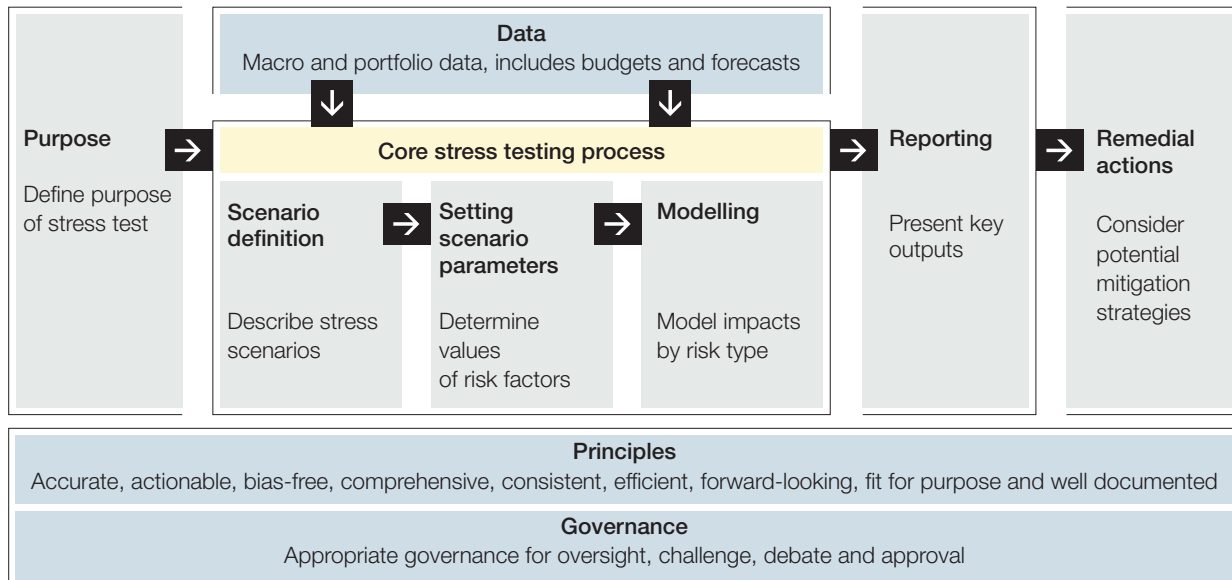 Data
Macro and portfolio data, includes budgets and forecasts
Purpose
Define purpose
of stress test
Core stress testing process
Scenario
definition
Describe stress
scenarios
Setting
scenario
parameters
Determine
values
of risk factors
Modelling
Model impacts
by risk type
Reporting
Present key
outputs
Remedial
actions
Consider
potential
mitigation
strategies
Principles
Accurate, actionable, bias-free, comprehensive, consistent, efficient, forward-looking, fit for purpose and well documented
Governance
Appropriate governance for oversight, challenge, debate and approval